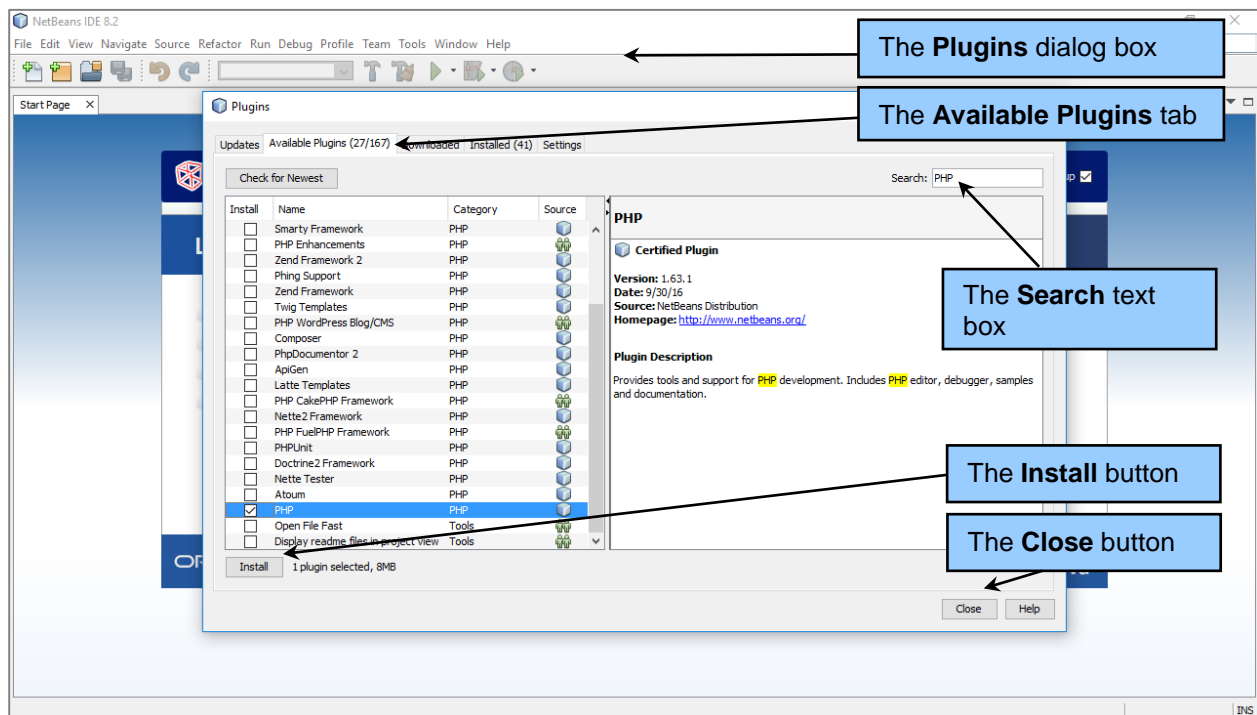 NetBeans IDE 8.2
File Edit View Navigate Source Refactor Run Debug Profile Team Tools Window Help
The Plugins dialog box
Start Page X
Plugins
The Available Plugins tab
Updates Available Plugins (27/167) Downloaded Installed (41) Settings
Check for Newest
Search: PHP
up
Install Name Category Source
Smarty Framework PHP
PHP Enhancements PHP
Zend Framework 2 PHP
Phing Support PHP
Zend Framework PHP
Twig Templates PHP
PHP WordPress Blog/CMS PHP
Composer PHP
PhpDocumentor 2 PHP
ApiGen PHP
Latte Templates PHP
PHP CakePHP Framework PHP
Nette2 Framework PHP
PHP FuelPHP Framework PHP
PHPUnit PHP
Doctrine2 Framework PHP
Nette Tester PHP
Atoum PHP
PHP PHP
Open File Fast Tools
Display readme files in project view Tools
PHP
Certified Plugin
Version: 1.63.1
Date: 9/30/16
Source: NetBeans Distribution
Homepage: http://www.netbeans.org/
Plugin Description
Provides tools and support for PHP development. Includes PHP editor, debugger, samples
and documentation.
The Search text
box
The Install button
The Close button
Install 1 plugin selected, 8MB
Close Help
INS